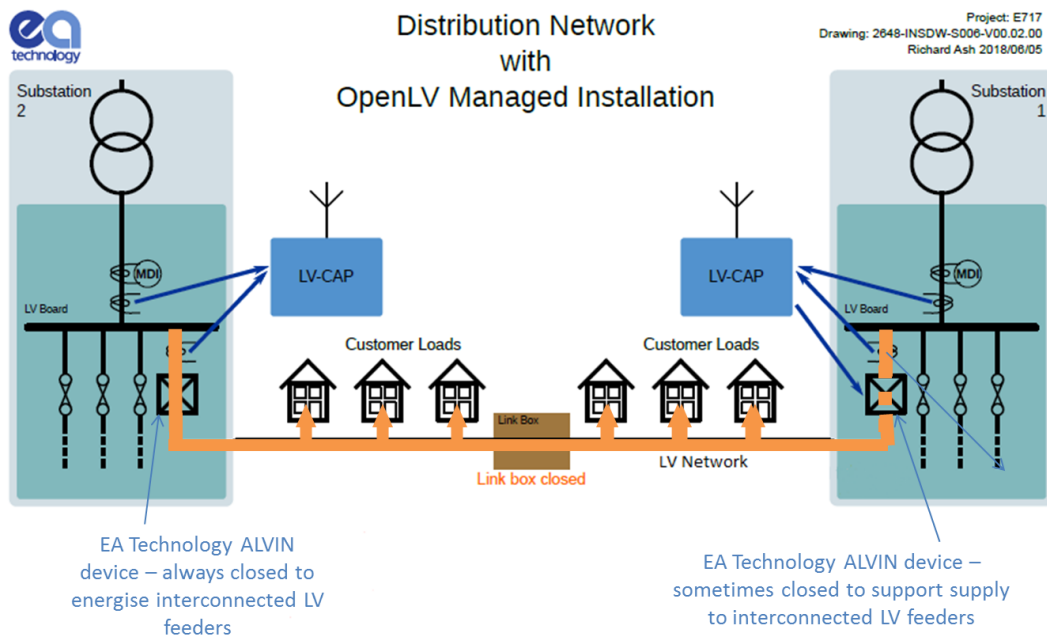 ea
technology
Distribution Network
with
OpenLV Managed Installation
Project: E717
Drawing: 2648-INSDW-S006-V00.02.00
Richard Ash 2018/06/05
Substation
2
Substation
1
MDI
LV-CAP
LV-CAP
MDI
LV Board
LV Board
Customer Loads
Customer Loads
Link Box
LV Network
Link box closed
EA Technology ALVIN
device – always closed to
energise interconnected LV
feeders
EA Technology ALVIN device –
sometimes closed to support supply
to interconnected LV feeders